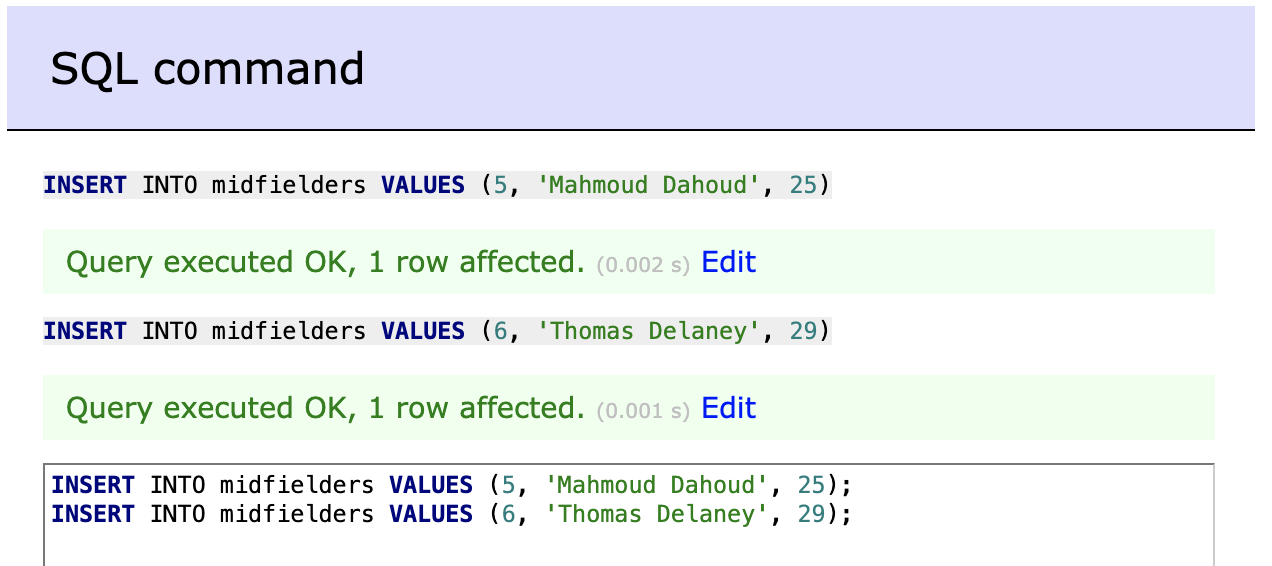 SQL command
INSERT INTO midfielders VALUES (5, 'Mahmoud Dahoud', 25)
Query executed OK, 1 row affected. (0.002 s) Edit
INSERT INTO midfielders VALUES (6, 'Thomas Delaney', 29)
Query executed OK, 1 row affected. (0.001 s) Edit
INSERT INTO midfielders VALUES (5, 'Mahmoud Dahoud', 25);
INSERT INTO midfielders VALUES (6, 'Thomas Delaney', 29);